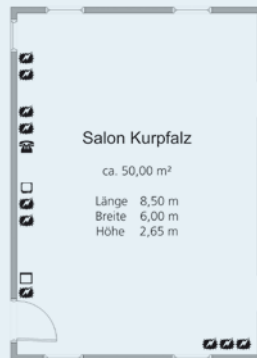 Salon Kurpfalz
ca. 50,00 m²
Länge 8,50 m
Breite 6,00 m
Höhe 2,65 m